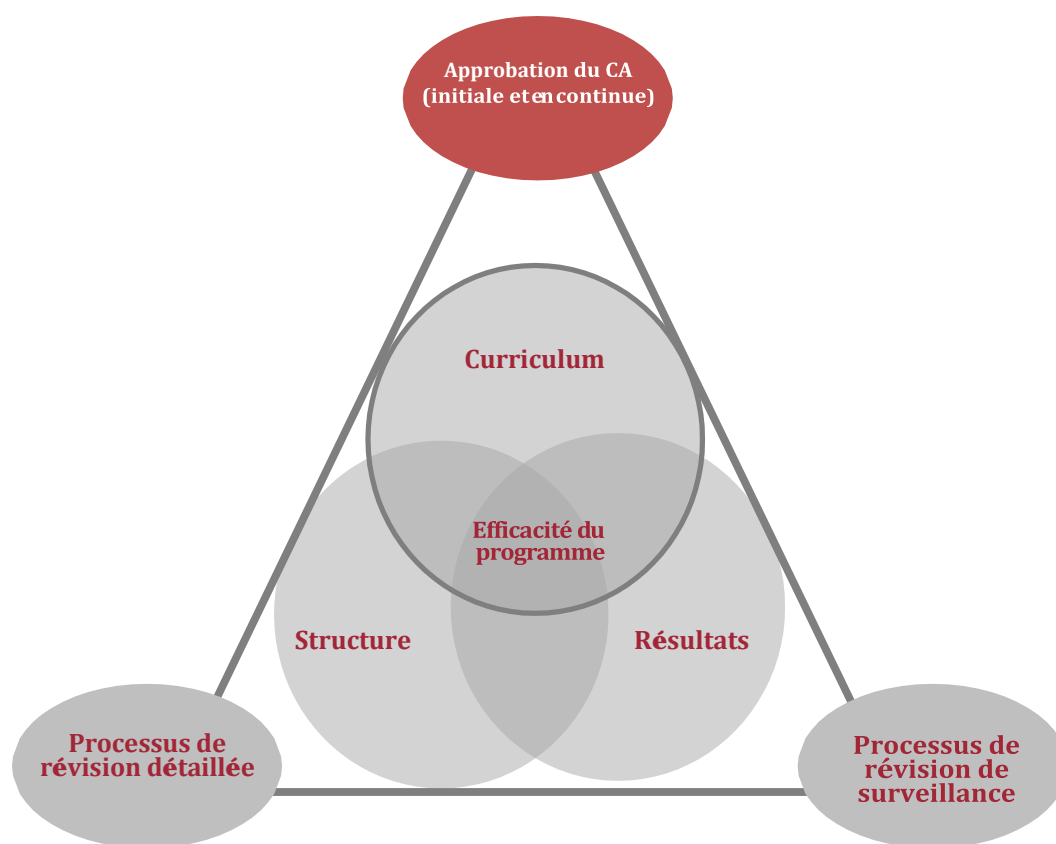 Approbation du CA
(initiale et en continue)
Curriculum
Efficacité du
programme
Structure
Résultats
Processus de
révision détaillée
Processus de
révision de
surveillance